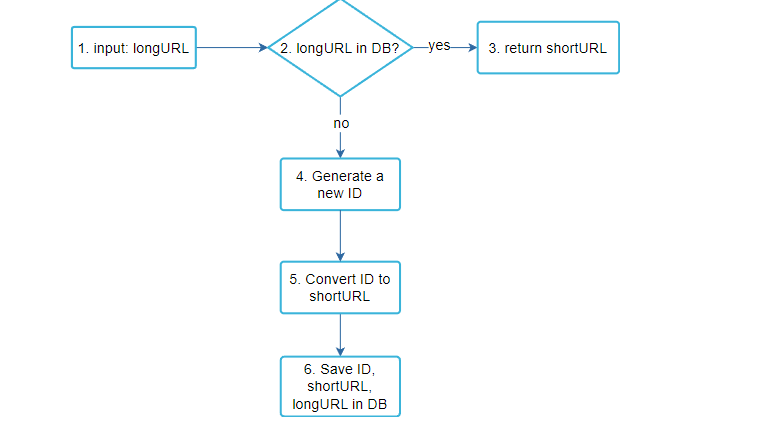 1. input: longURL
2. longURL in DB?
yes
3. return shortURL
no
4. Generate a
new ID
5. Convert ID to
shortURL
6. Save ID,
shortURL,
longURL in DB